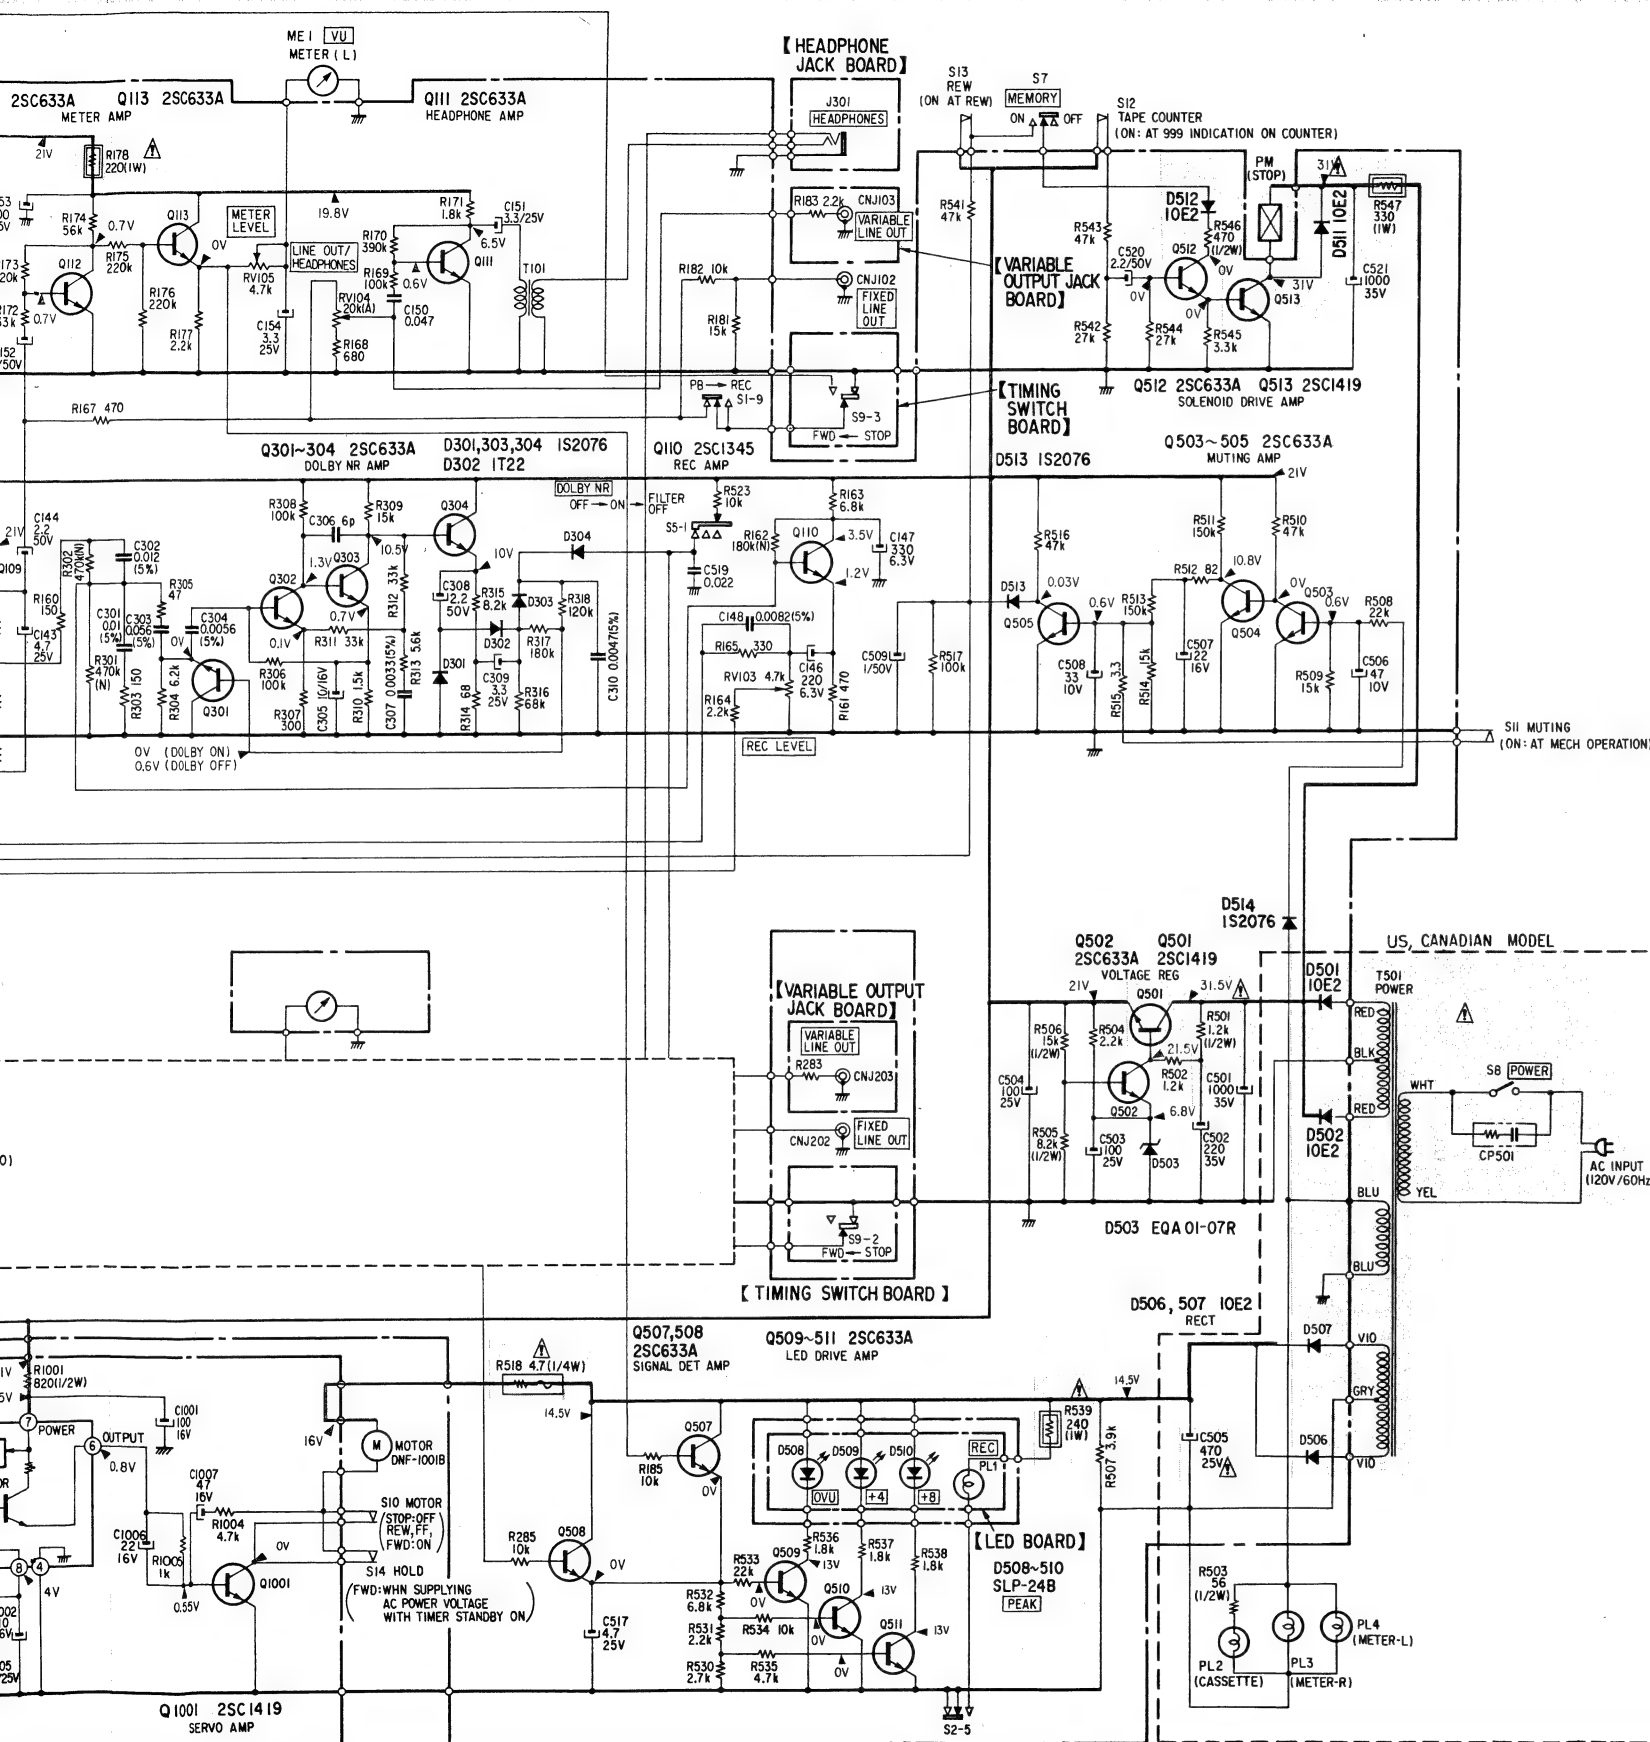 ME1 VU
METER (L)
【HEADPHONE
JACK BOARD】
2SC633A
Q113 2SC633A
METER AMP
Q111 2SC633A
HEADPHONE AMP
J301
HEADPHONES
S13
REW
(ON AT REW)
S7
MEMORY
ON
OFF
S12
TAPE COUNTER
(ON: AT 999 INDICATION ON COUNTER)
21V
R178
220(1W)
PM
(STOP)
31V
R547
330
(1W)
R174
56k
0.7V
R175
220k
Q113
0V
METER
LEVEL
19.8V
R171
1.8k
C151
3.3/25V
6.5V
R183 2.2k
CNJ103
VARIABLE
LINE OUT
R541
47k
D512
10E2
R546
470
(1/2W)
D511 10E2
R543
47k
C520
2.2/50V
Q512
0V
0V
0V
C521
1000
35V
31V
Q513
Q112
0.7V
R176
220k
R177
2.2k
RV105
4.7k
LINE OUT/
HEADPHONES
R170
390k
R169
100k
0.6V
Q111
C150
0.047
RV104
20k(A)
R168
680
C154
3.3
25V
T101
R182 10k
CNJ102
FIXED
LINE
OUT
R181
15k
【VARIABLE
OUTPUT JACK
BOARD】
R542
27k
R544
27k
R545
3.3k
Q512 2SC633A
Q513 2SC1419
SOLENOID DRIVE AMP
PB → REC
S1-9
S9-3
FWD ← STOP
【TIMING
SWITCH
BOARD】
R167 470
Q301~304 2SC633A
DOLBY NR AMP
D301,303,304 1S2076
D302 1T22
Q110 2SC1345
REC AMP
D513 1S2076
Q503~505 2SC633A
MUTING AMP
21V
DOLBY NR
OFF → ON →
FILTER
OFF
R523
10k
S5-1
R163
6.8k
R162
180k(N)
Q110
3.5V
1.2V
C147
330
6.3V
C519
0.022
C144
2.2
50V
21V
Q109
R160
150
C143
4.7
25V
R302
470k(N)
C302
0.012
(5%)
R305
47
C301
0.01
(5%)
C303
0.056
(5%)
C304
0.0056
(5%)
0V
R301
470k
(N)
R303 150
R304 6.2k
Q301
R308
100k
C306 6p
R309
15k
10.5V
1.3V
Q303
Q302
0.7V
0.1V
R311 33k
R306
100k
R307
300
C305 10/16V
R310 1.5k
C307 0.0033(5%)
R312 33k
R313 5.6k
Q304
10V
C308
2.2
50V
R315
8.2k
D303
R318
120k
D304
D302
R317
180k
D301
C309
3.3
25V
R314 68
R316
68k
C310 0.0047(5%)
0V (DOLBY ON)
0.6V (DOLBY OFF)
C148 0.0082(5%)
R165 330
RV103 4.7k
C146
220
6.3V
R161 470
R164
2.2k
REC LEVEL
C509
1/50V
R517
100k
R516
47k
D513
0.03V
Q505
0.6V
C508
33
10V
R513
150k
R515 3.3
R514 15k
C507
22
16V
R511
150k
R512 82
10.8V
Q504
R510
47k
0V
Q503
0.6V
R508
22k
R509
15k
C506
47
10V
S11 MUTING
(ON: AT MECH OPERATION)
D514
1S2076
US, CANADIAN MODEL
Q502
2SC633A
Q501
2SC1419
VOLTAGE REG
21V
Q501
31.5V
D501
10E2
T501
POWER
RED
BLK
RED
R506
15k
(1/2W)
R504
2.2k
R501
1.2k
(1/2W)
21.5V
R502
1.2k
C501
1000
35V
C504
100
25V
Q502
6.8V
R505
8.2k
(1/2W)
C503
100
25V
D503
C502
220
35V
D502
10E2
WHT
S8 POWER
CP501
AC INPUT
(120V/60Hz
YEL
BLU
BLU
D503 EQA01-07R
【VARIABLE OUTPUT
JACK BOARD】
VARIABLE
LINE OUT
R283
CNJ203
CNJ202
FIXED
LINE OUT
S9-2
FWD ← STOP
【TIMING SWITCH BOARD】
D506, 507 10E2
RECT
D507
VIO
GRY
D506
VIO
Q507,508
2SC633A
SIGNAL DET AMP
Q509~511 2SC633A
LED DRIVE AMP
R518 4.7(1/4W)
14.5V
14.5V
R539
240
(1W)
R507 3.9k
C505
470
25V
R1001
820(1/2W)
C1001
100
16V
7
POWER
6
OUTPUT
0.8V
16V
M
MOTOR
DNF-1001B
C1007
47
16V
R1004
4.7k
S10 MOTOR
(STOP:OFF
REW,FF,
FWD:ON)
C1006
22
16V
R1005
1k
0V
Q1001
0.55V
8
4
4V
S14 HOLD
(FWD:WHN SUPPLYING
AC POWER VOLTAGE
WITH TIMER STANDBY ON)
Q507
R185
10k
0V
D508
D509
D510
REC
PL1
0VU
+4
+8
【LED BOARD】
D508~510
SLP-24B
PEAK
R285
10k
Q508
0V
R533
22k
Q509
R536
1.8k
13V
0V
R537
1.8k
R538
1.8k
R532
6.8k
R531
2.2k
R530
2.7k
R534 10k
Q510
13V
0V
R535
4.7k
Q511
13V
0V
C517
4.7
25V
S2-5
R503
56
(1/2W)
PL2
(CASSETTE)
PL3
(METER-R)
PL4
(METER-L)
Q1001 2SC1419
SERVO AMP